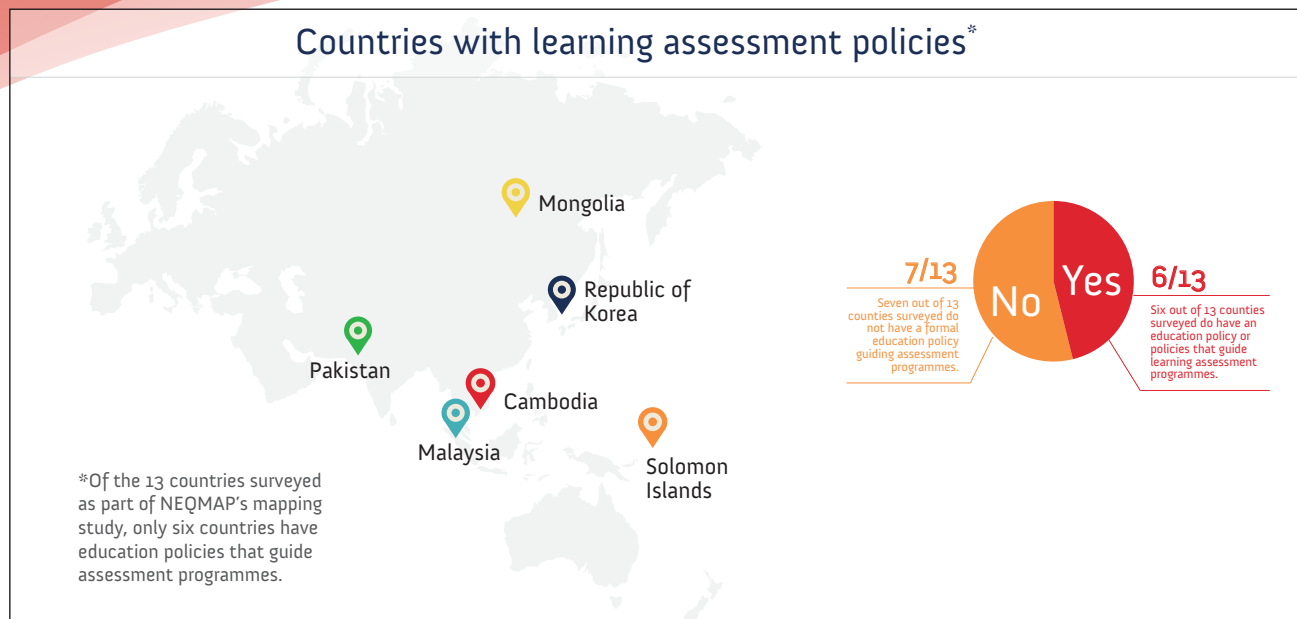 Countries with learning assessment policies*
Mongolia
Republic of
Korea
Pakistan
Cambodia
Malaysia
Solomon
Islands
*Of the 13 countries surveyed
as part of NEQMAP's mapping
study, only six countries have
education policies that guide
assessment programmes.
7/13
Seven out of 13
counties surveyed do
not have a formal
education policy
guiding assessment
programmes.
No
Yes
6/13
Six out of 13 counties
surveyed do have an
education policy or
policies that guide
learning assessment
programmes.